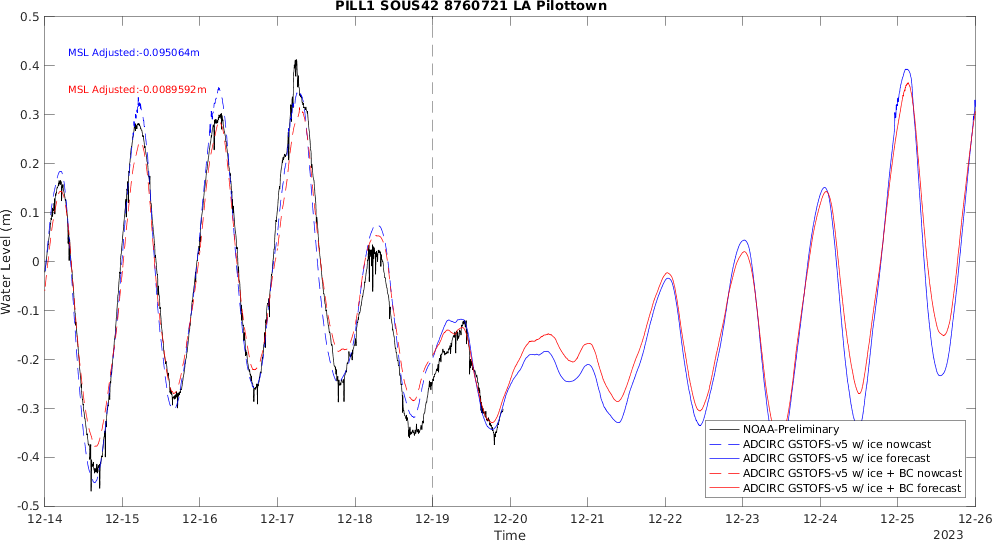 PILL1 SOUS42 8760721 LA Pilottown
0.5
0.4
0.3
0.2
0.1
0
-0.1
-0.2
-0.3
-0.4
-0.5
Water Level (m)
MSL Adjusted:-0.095064m
MSL Adjusted:-0.0089592m
NOAA-Preliminary
ADCIRC GSTOFS-v5 w/ ice nowcast
ADCIRC GSTOFS-v5 w/ ice forecast
ADCIRC GSTOFS-v5 w/ ice + BC nowcast
ADCIRC GSTOFS-v5 w/ ice + BC forecast
12-14 12-15 12-16 12-17 12-18 12-19 12-20 12-21 12-22 12-23 12-24 12-25 12-26
Time
2023